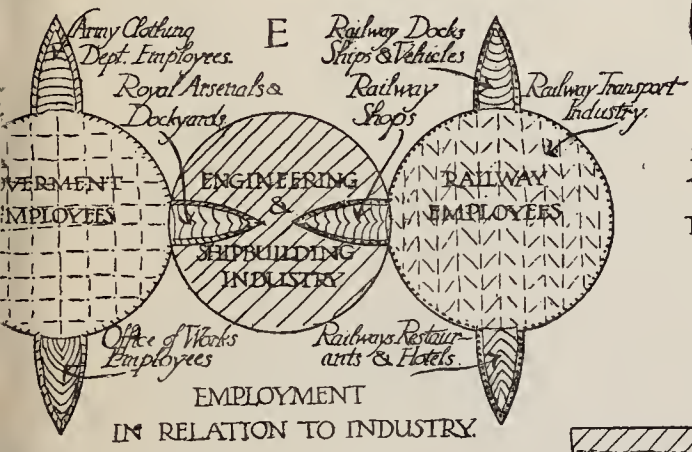 E
Army Clothing
Dept. Employees.
Royal Arsenals &
Dockyards
Railway Docks
Ships & Vehicles
Railway
Shops
Railway Transport
Industry.
VERMENT
MPLOYEES
ENGINEERING
&
SHIPBUILDING
INDUSTRY
RAILWAY
EMPLOYEES
Office of Works
Employees
Railways Restaur-
ants & Hotels.
EMPLOYMENT
IN RELATION TO INDUSTRY.